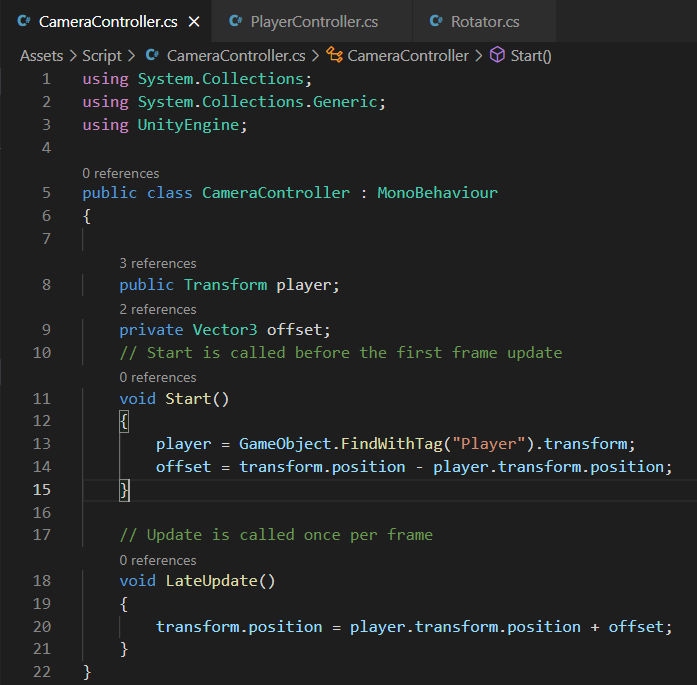 CameraController.cs PlayerController.cs Rotator.cs
Assets > Script > CameraController.cs > CameraController > Start()
1 using System.Collections;
2 using System.Collections.Generic;
3 using UnityEngine;
4
0 references
5 public class CameraController : MonoBehaviour
6 {
7
3 references
8 public Transform player;
2 references
9 private Vector3 offset;
10 // Start is called before the first frame update
0 references
11 void Start()
12 {
13 player = GameObject.FindWithTag("Player").transform;
14 offset = transform.position - player.transform.position;
15 }
16
17 // Update is called once per frame
0 references
18 void LateUpdate()
19 {
20 transform.position = player.transform.position + offset;
21 }
22 }